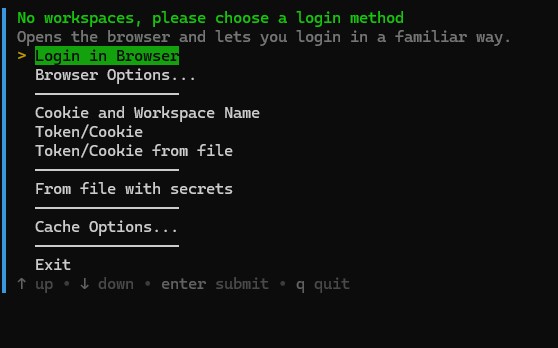 No workspaces, please choose a login method
Opens the browser and lets you login in a familiar way.
> Login in Browser
Browser Options...
Cookie and Workspace Name
Token/Cookie
Token/Cookie from file
From file with secrets
Cache Options...
Exit
↑ up • ↓ down • enter submit • q quit